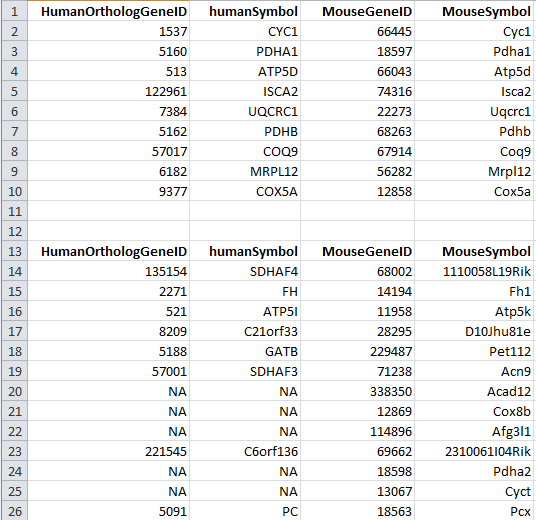 1 HumanOrthologGeneID humanSymbol MouseGeneID MouseSymbol
2 1537 CYC1 66445 Cyc1
3 5160 PDHA1 18597 Pdha1
4 513 ATP5D 66043 Atp5d
5 122961 ISCA2 74316 Isca2
6 7384 UQCRC1 22273 Uqcrc1
7 5162 PDHB 68263 Pdhb
8 57017 COQ9 67914 Coq9
9 6182 MRPL12 56282 Mrpl12
10 9377 COX5A 12858 Cox5a
11
12
13 HumanOrthologGeneID humanSymbol MouseGeneID MouseSymbol
14 135154 SDHAF4 68002 1110058L19Rik
15 2271 FH 14194 Fh1
16 521 ATP5I 11958 Atp5k
17 8209 C21orf33 28295 D10Jhu81e
18 5188 GATB 229487 Pet112
19 57001 SDHAF3 71238 Acn9
20 NA NA 338350 Acad12
21 NA NA 12869 Cox8b
22 NA NA 114896 Afg3l1
23 221545 C6orf136 69662 2310061I04Rik
24 NA NA 18598 Pdha2
25 NA NA 13067 Cyct
26 5091 PC 18563 Pcx